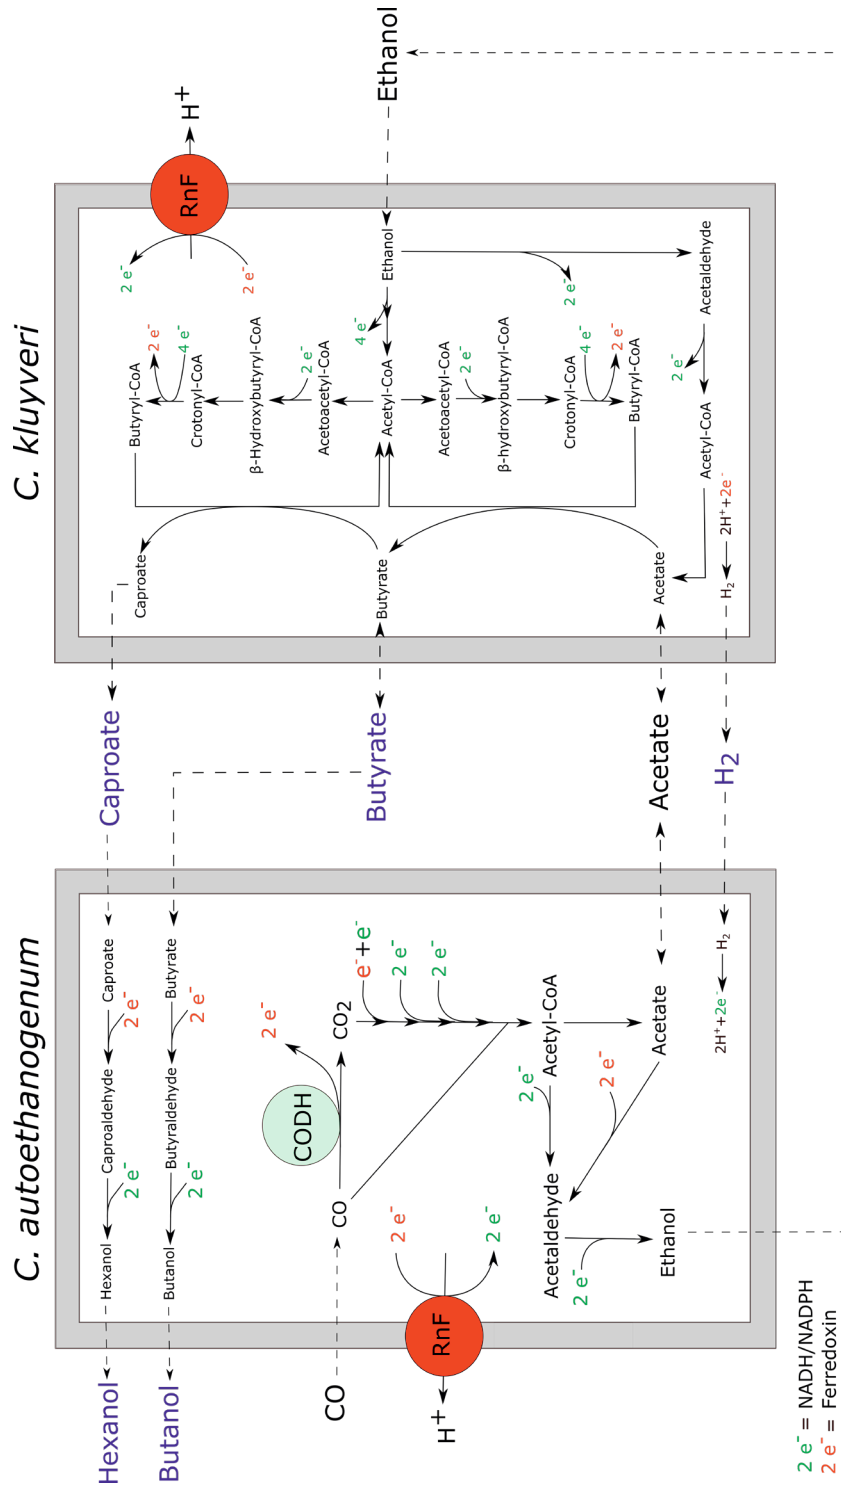 C. autoethanogenum
C. kluyveri
Hexanol
Hexanol
2 e⁻
Caproaldehyde
2 e⁻
Caproate
Caproate
Caproate
Butyryl-CoA
2 e⁻
2 e⁻
RnF
H⁺
Butanol
Butanol
2 e⁻
Butyraldehyde
2 e⁻
Butyrate
2 e⁻
4 e⁻
Crotonyl-CoA
β-Hydroxybutyryl-CoA
2 e⁻
Acetoacetyl-CoA
CODH
2 e⁻
CO
CO
CO₂
e⁻+e⁻
2 e⁻
2 e⁻
Butyrate
Butyrate
Acetyl-CoA
4 e⁻
Ethanol
Ethanol
Acetoacetyl-CoA
2 e⁻
β-hydroxybutyryl-CoA
2 e⁻
Crotonyl-CoA
4 e⁻
2 e⁻
Butyryl-CoA
H⁺
RnF
2 e⁻
2 e⁻
Acetaldehyde
2 e⁻
Acetyl-CoA
2 e⁻
2 e⁻
Ethanol
Acetate
Acetate
Acetate
Acetyl-CoA
2 e⁻
Acetaldehyde
2H⁺+2e⁻
H₂
H₂
H₂
2H⁺+2e⁻
2 e⁻ = NADH/NADPH
2 e⁻ = Ferredoxin